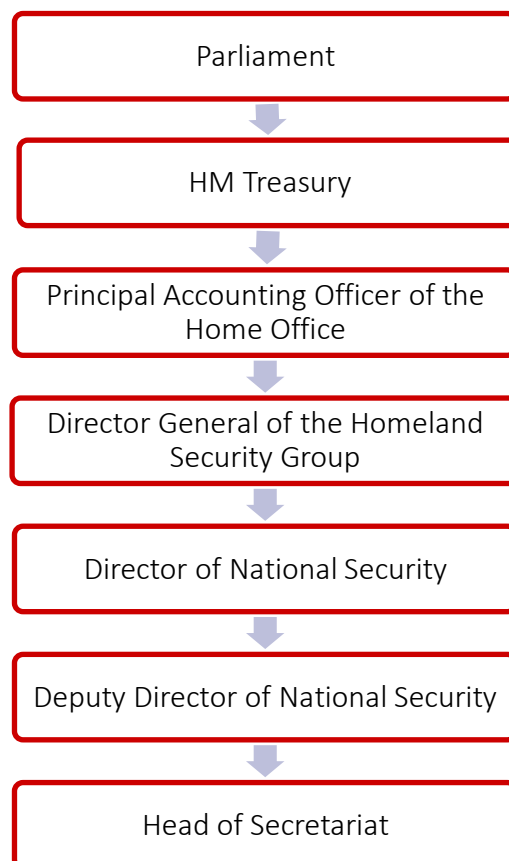 Parliament
HM Treasury
Principal Accounting Officer of the
Home Office
Director General of the Homeland
Security Group
Director of National Security
Deputy Director of National Security
Head of Secretariat